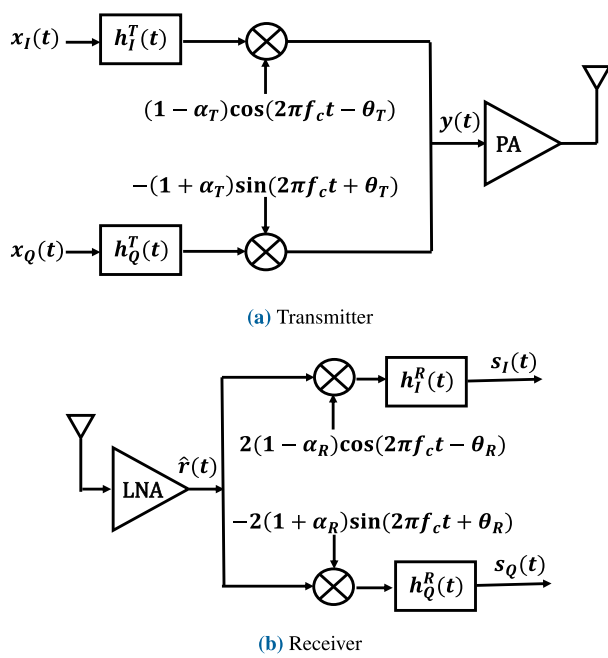 x_I(t)
h_I^T(t)
(1 − α_T)cos(2πf_c t − θ_T)
y(t)
PA
−(1 + α_T)sin(2πf_c t + θ_T)
x_Q(t)
h_Q^T(t)
(a) Transmitter
h_I^R(t)
s_I(t)
2(1 − α_R)cos(2πf_c t − θ_R)
LNA
r̂(t)
−2(1 + α_R)sin(2πf_c t + θ_R)
h_Q^R(t)
s_Q(t)
(b) Receiver